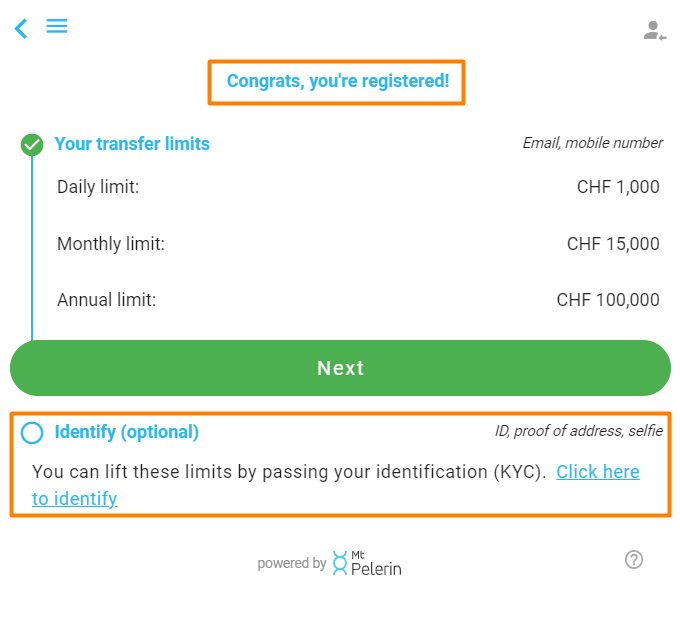 Congrats, you're registered!
Your transfer limits Email, mobile number
Daily limit: CHF 1,000
Monthly limit: CHF 15,000
Annual limit: CHF 100,000
Next
Identify (optional) ID, proof of address, selfie
You can lift these limits by passing your identification (KYC). Click here
to identify
powered by Mt Pelerin